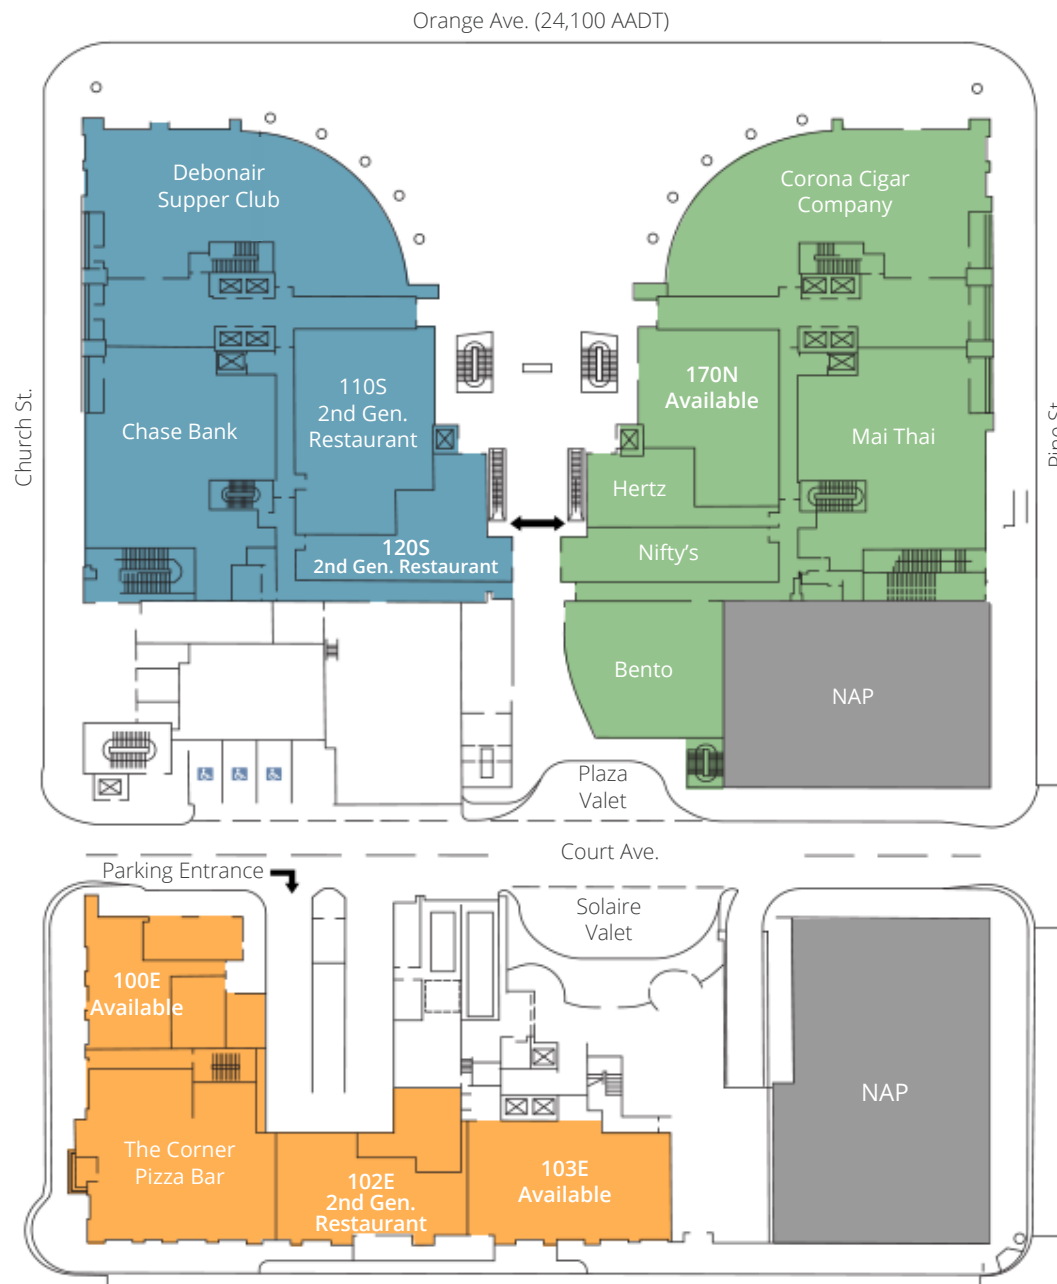 Orange Ave. (24,100 AADT)
Debonair
Supper Club
Corona Cigar
Company
Church St.
110S
2nd Gen.
Restaurant
170N
Available
Pine St.
Chase Bank
Mai Thai
Hertz
120S
2nd Gen. Restaurant
Nifty’s
Bento
NAP
Plaza
Valet
Court Ave.
Parking Entrance
Solaire
Valet
100E
Available
NAP
The Corner
Pizza Bar
102E
2nd Gen.
Restaurant
103E
Available